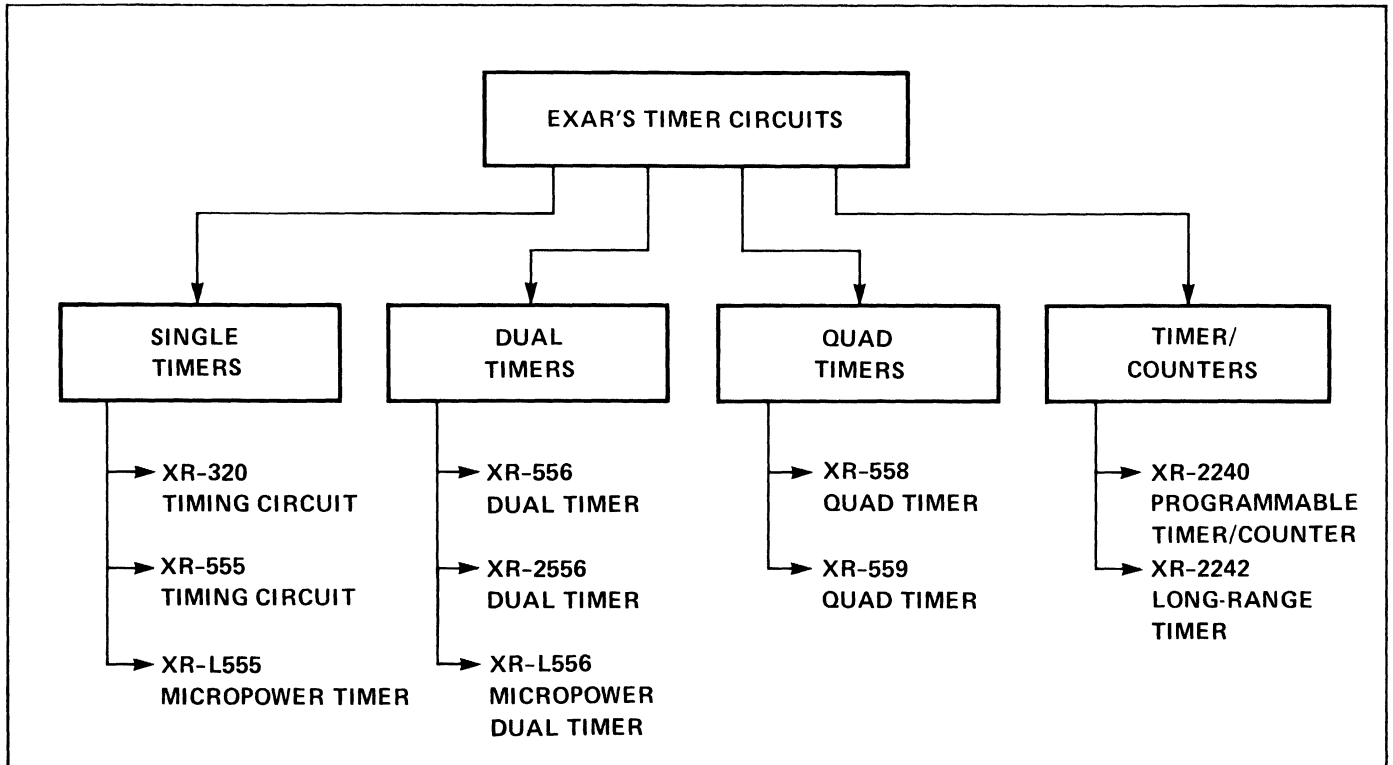 EXAR'S TIMER CIRCUITS
SINGLE
TIMERS
XR-320
TIMING CIRCUIT
XR-555
TIMING CIRCUIT
XR-L555
MICROPOWER TIMER
DUAL
TIMERS
XR-556
DUAL TIMER
XR-2556
DUAL TIMER
XR-L556
MICROPOWER
DUAL TIMER
QUAD
TIMERS
XR-558
QUAD TIMER
XR-559
QUAD TIMER
TIMER/
COUNTERS
XR-2240
PROGRAMMABLE
TIMER/COUNTER
XR-2242
LONG-RANGE
TIMER